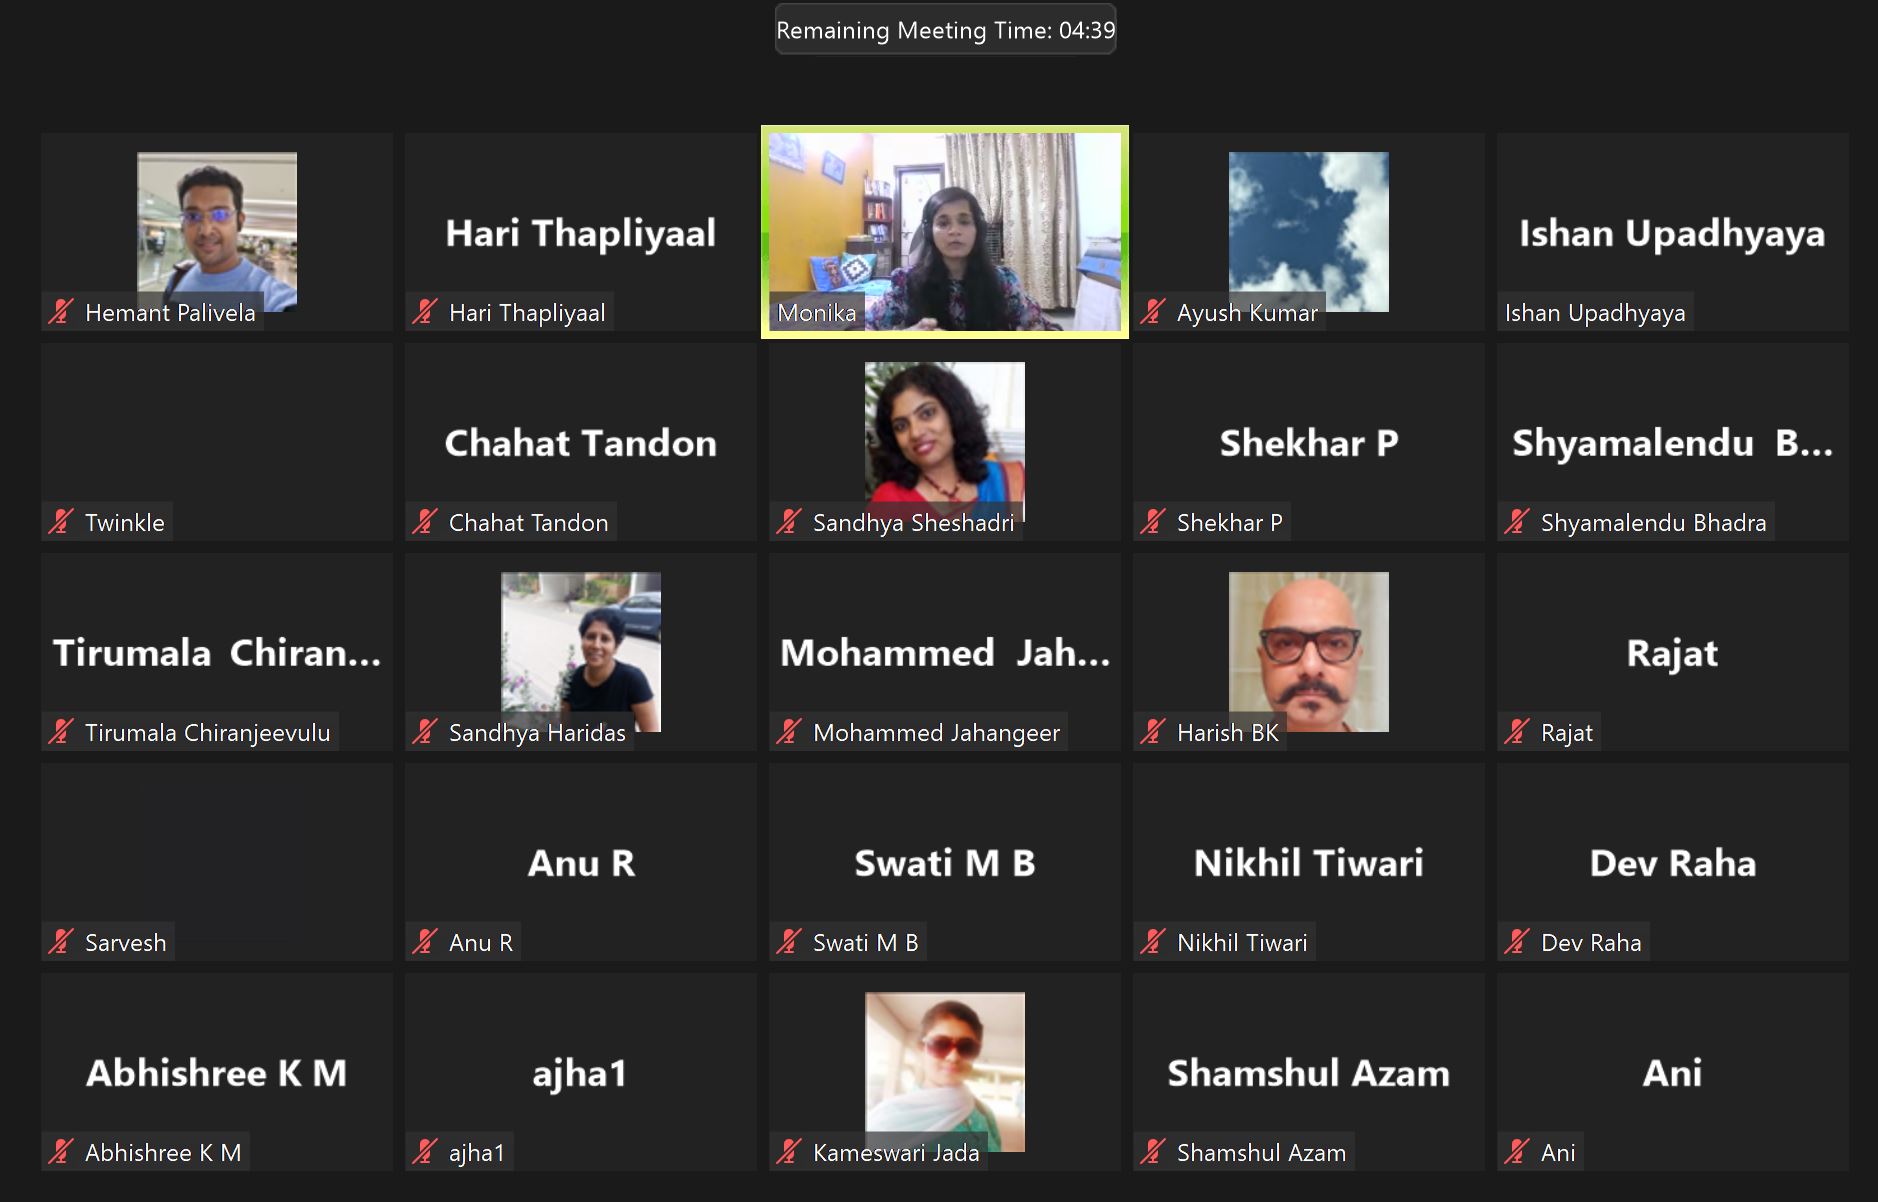 Remaining Meeting Time: 04:39
Hemant Palivela
Hari Thapliyaal
Hari Thapliyaal
Monika
Ayush Kumar
Ishan Upadhyaya
Ishan Upadhyaya
Twinkle
Chahat Tandon
Chahat Tandon
Sandhya Sheshadri
Shekhar P
Shekhar P
Shyamalendu B...
Shyamalendu Bhadra
Tirumala Chiran...
Tirumala Chiranjeevulu
Sandhya Haridas
Mohammed Jah...
Mohammed Jahangeer
Harish BK
Rajat
Rajat
Sarvesh
Anu R
Anu R
Swati M B
Swati M B
Nikhil Tiwari
Nikhil Tiwari
Dev Raha
Dev Raha
Abhishree K M
Abhishree K M
ajha1
ajha1
Kameswari Jada
Shamshul Azam
Shamshul Azam
Ani
Ani